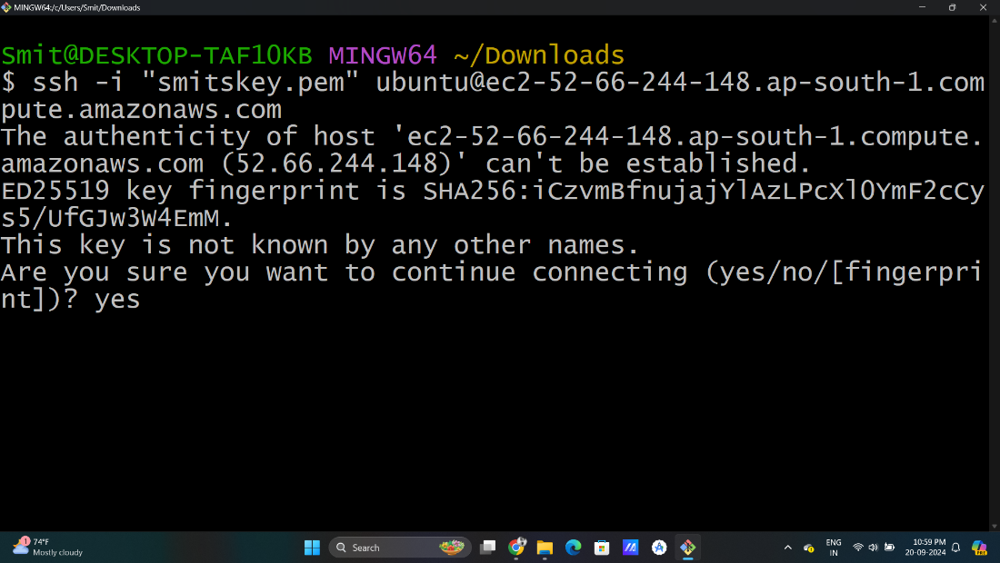 MINGW64:/c/Users/Smit/Downloads
Smit@DESKTOP-TAF10KB MINGW64 ~/Downloads
$ ssh -i "smitskey.pem" ubuntu@ec2-52-66-244-148.ap-south-1.com
pute.amazonaws.com
The authenticity of host 'ec2-52-66-244-148.ap-south-1.compute.
amazonaws.com (52.66.244.148)' can't be established.
ED25519 key fingerprint is SHA256:iCzvmBfnujajYlAzLPcXl0YmF2cCy
s5/UfGJw3W4EmM.
This key is not known by any other names.
Are you sure you want to continue connecting (yes/no/[fingerpri
nt])? yes
1
74°F
Mostly cloudy
Search
ENG
IN
10:59 PM
20-09-2024